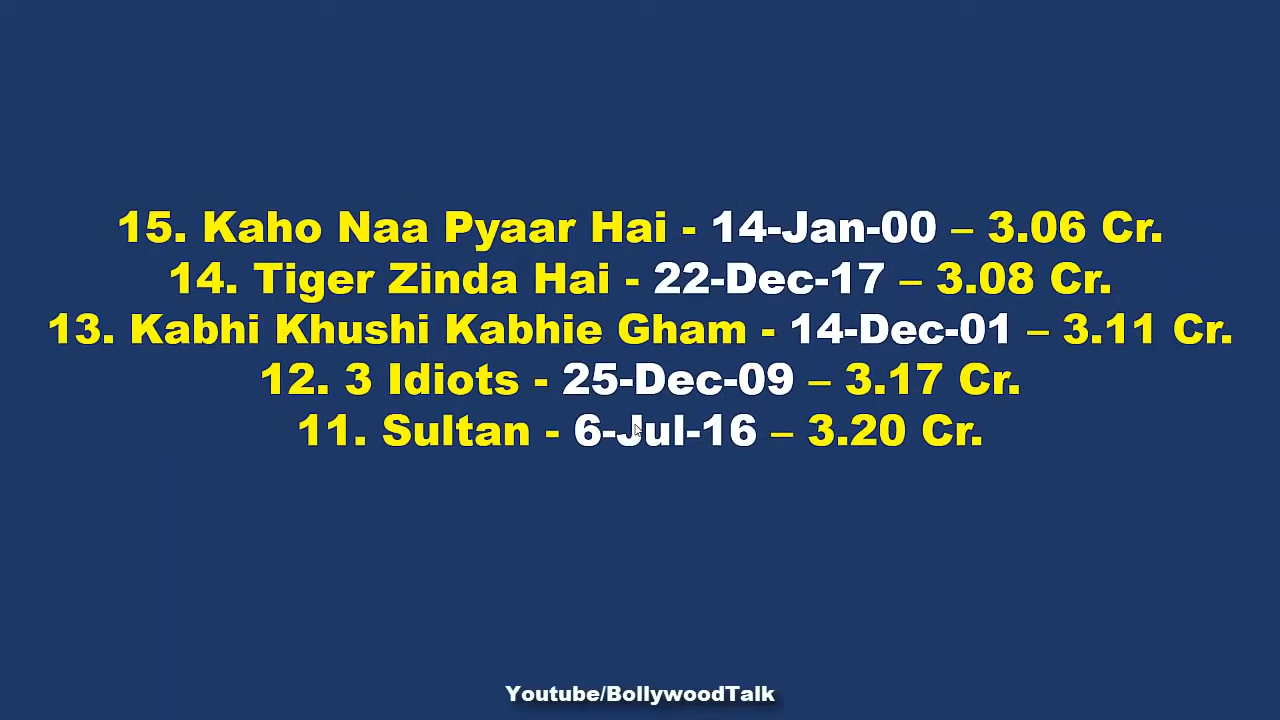 15. Kaho Naa Pyaar Hai - 14-Jan-00 – 3.06 Cr.
14. Tiger Zinda Hai - 22-Dec-17 – 3.08 Cr.
13. Kabhi Khushi Kabhie Gham - 14-Dec-01 – 3.11 Cr.
12. 3 Idiots - 25-Dec-09 – 3.17 Cr.
11. Sultan - 6-Jul-16 – 3.20 Cr.
Youtube/BollywoodTalk